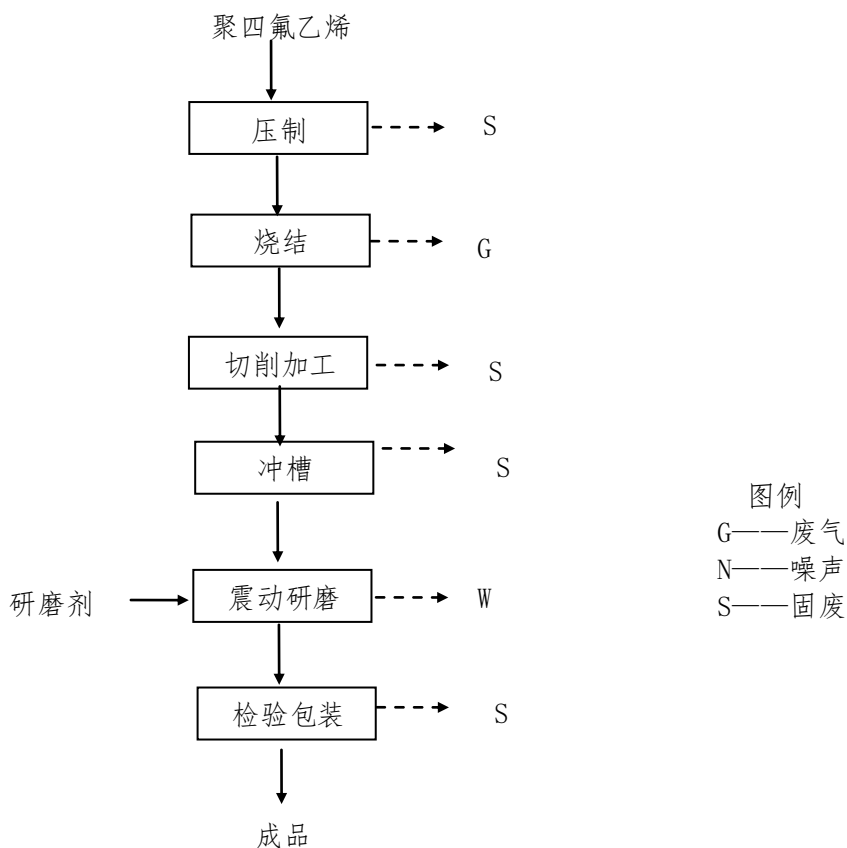 聚四氟乙烯
压制
S
烧结
G
切削加工
S
冲槽
S
图例
G——废气
N——噪声
S——固废
研磨剂
震动研磨
W
检验包装
S
成品